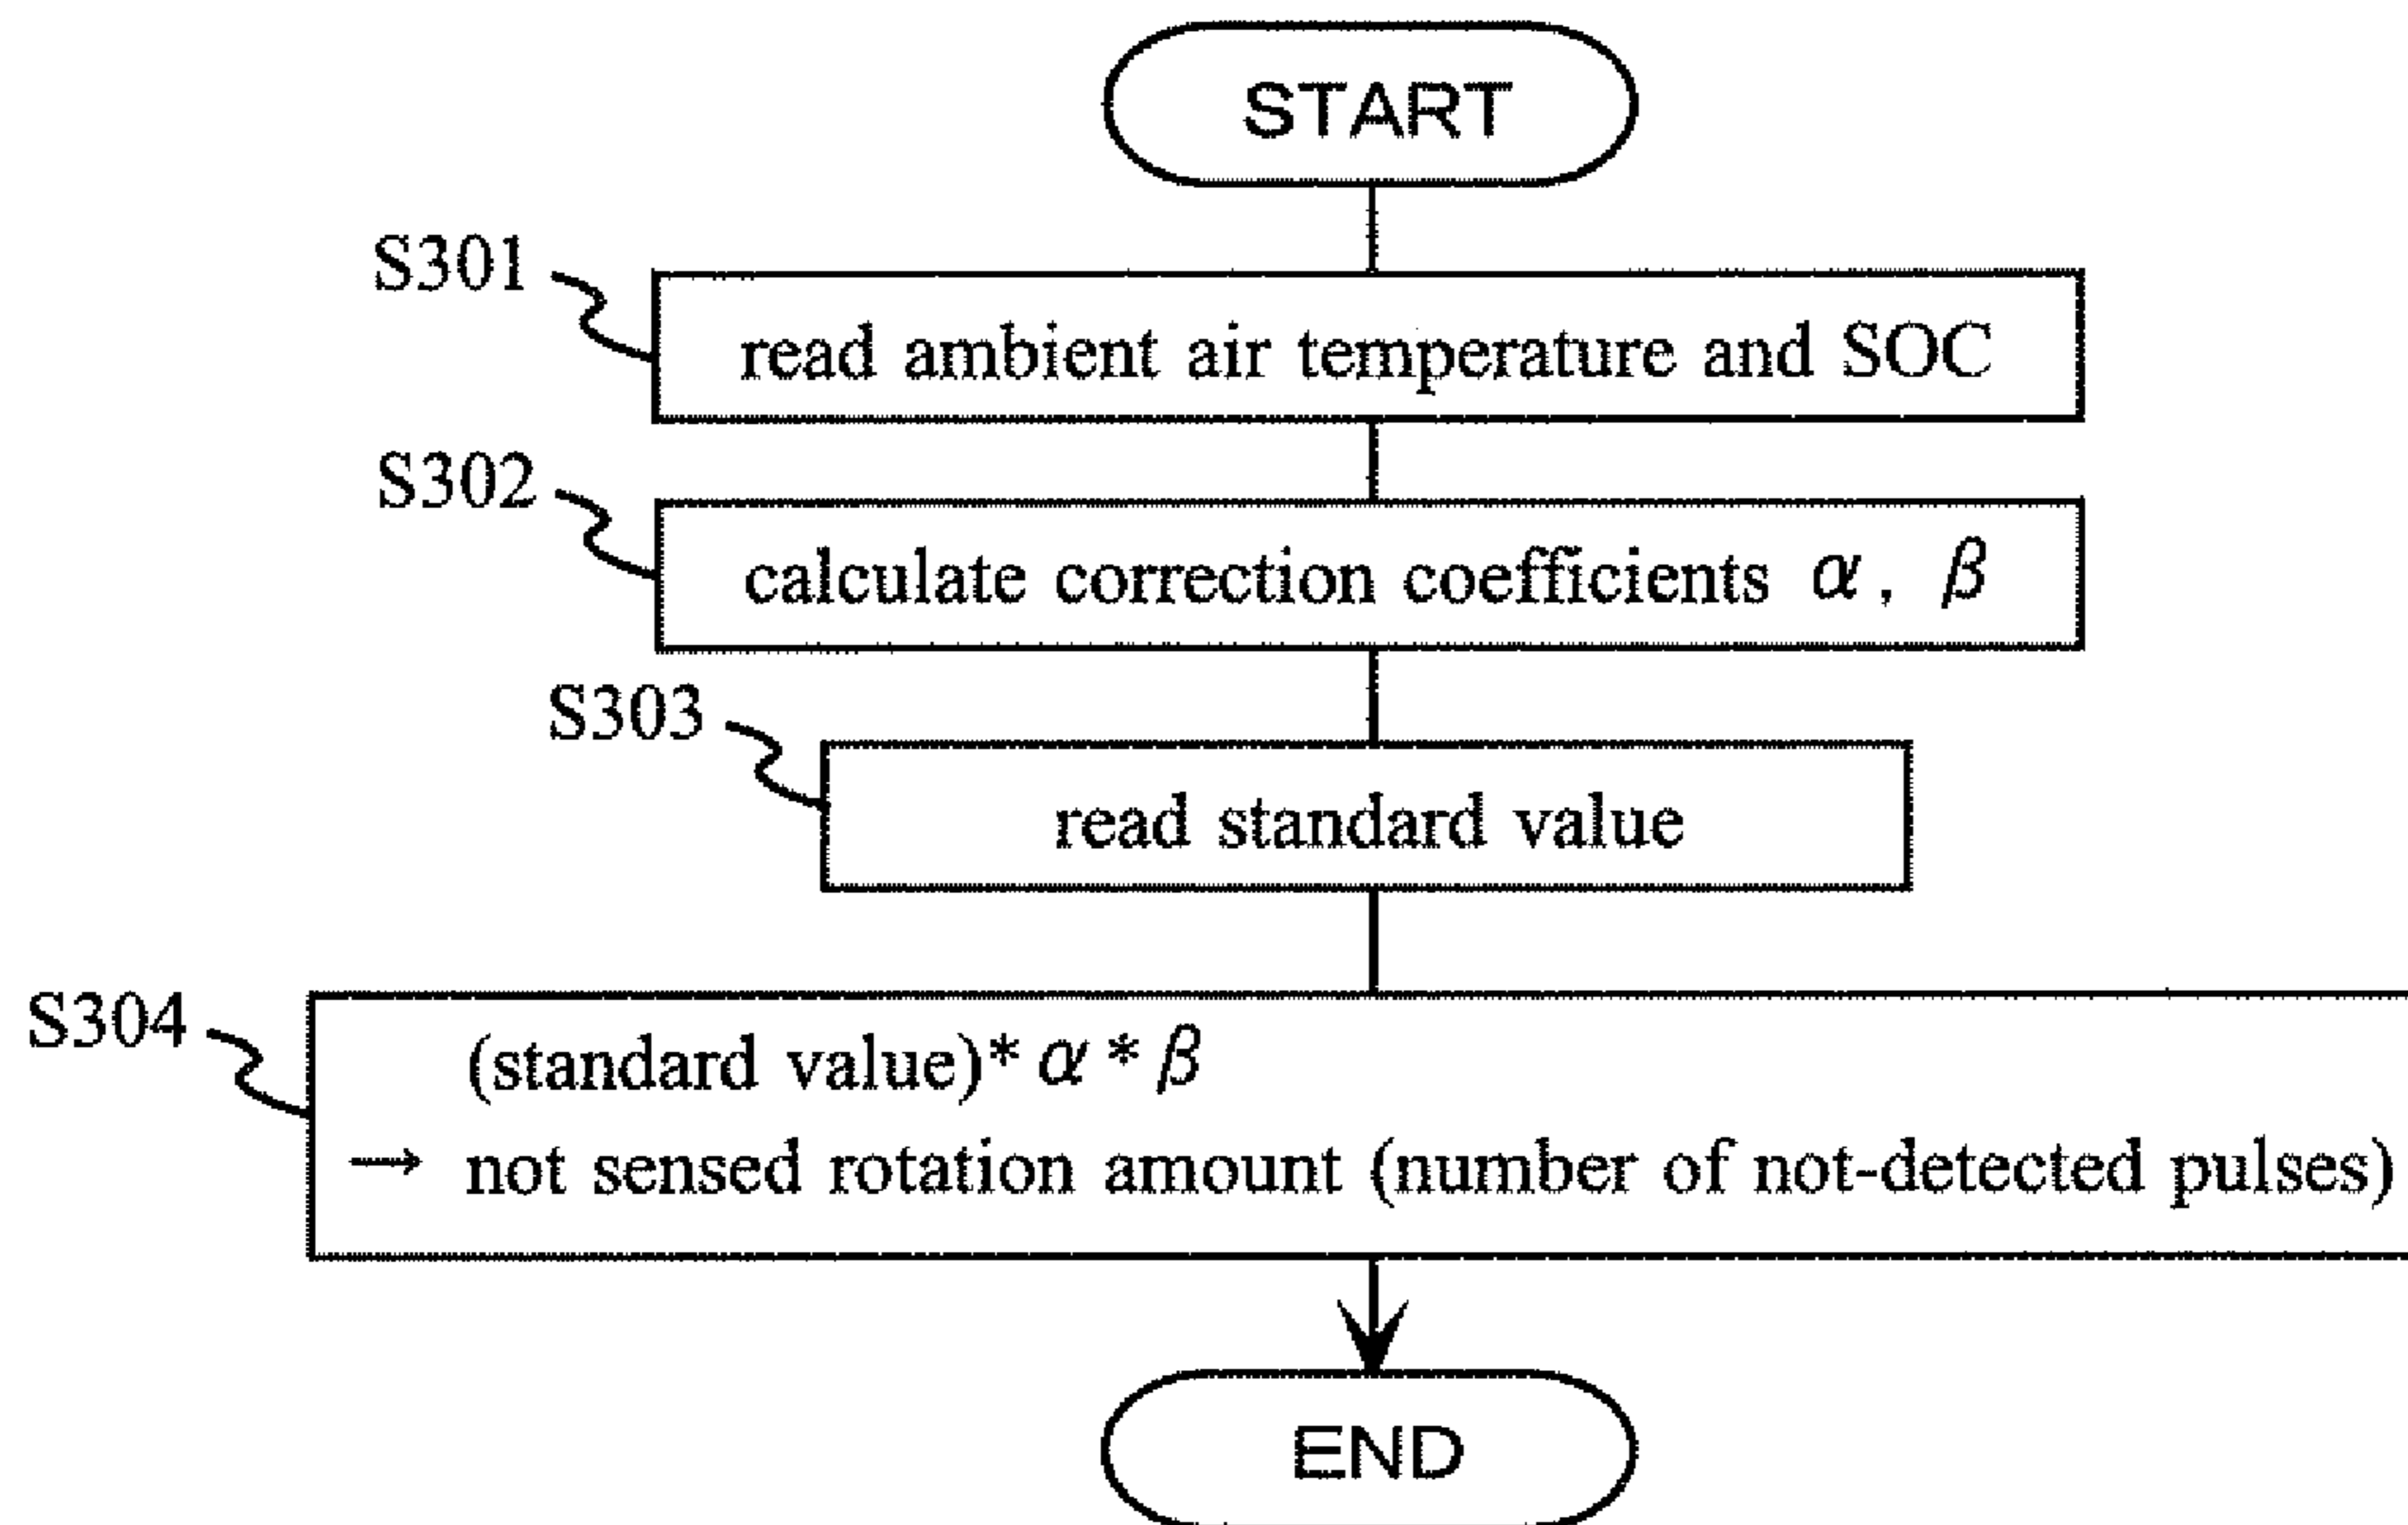 START
S301
read ambient air temperature and SOC
S302
calculate correction coefficients α, β
S303
read standard value
S304
(standard value)*α*β
→ not sensed rotation amount (number of not-detected pulses)
END